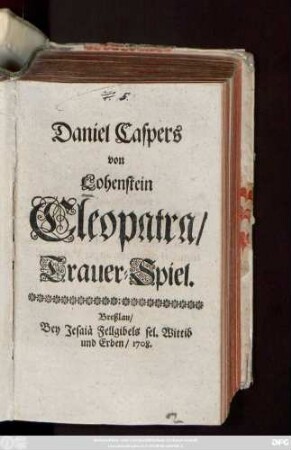 Daniel Caspers
von
Lohenstein
Cleopatra/
Trauer-Spiel.
Breßlau/
Bey Jesaiä Fellgibels sel. Wittib
und Erben/ 1708.